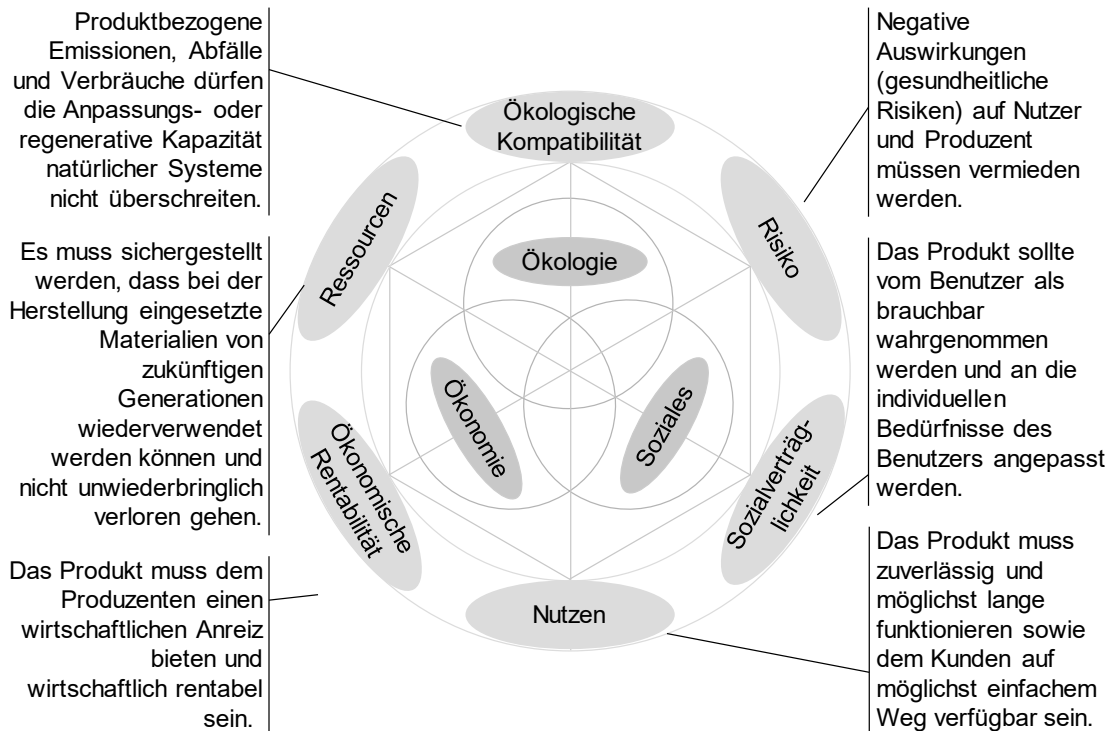 Produktbezogene
Emissionen, Abfälle
und Verbräuche dürfen
die Anpassungs- oder
regenerative Kapazität
natürlicher Systeme
nicht überschreiten.
Es muss sichergestellt
werden, dass bei der
Herstellung eingesetzte
Materialien von
zukünftigen
Generationen
wiederverwendet
werden können und
nicht unwiederbringlich
verloren gehen.
Das Produkt muss dem
Produzenten einen
wirtschaftlichen Anreiz
bieten und
wirtschaftlich rentabel
sein.
Ökologische
Kompatibilität
Ressourcen
Risiko
Ökologie
Ökonomie
Soziales
Ökonomische
Rentabilität
Sozialverträg-
lichkeit
Nutzen
Negative
Auswirkungen
(gesundheitliche
Risiken) auf Nutzer
und Produzent
müssen vermieden
werden.
Das Produkt sollte
vom Benutzer als
brauchbar
wahrgenommen
werden und an die
individuellen
Bedürfnisse des
Benutzers angepasst
werden.
Das Produkt muss
zuverlässig und
möglichst lange
funktionieren sowie
dem Kunden auf
möglichst einfachem
Weg verfügbar sein.